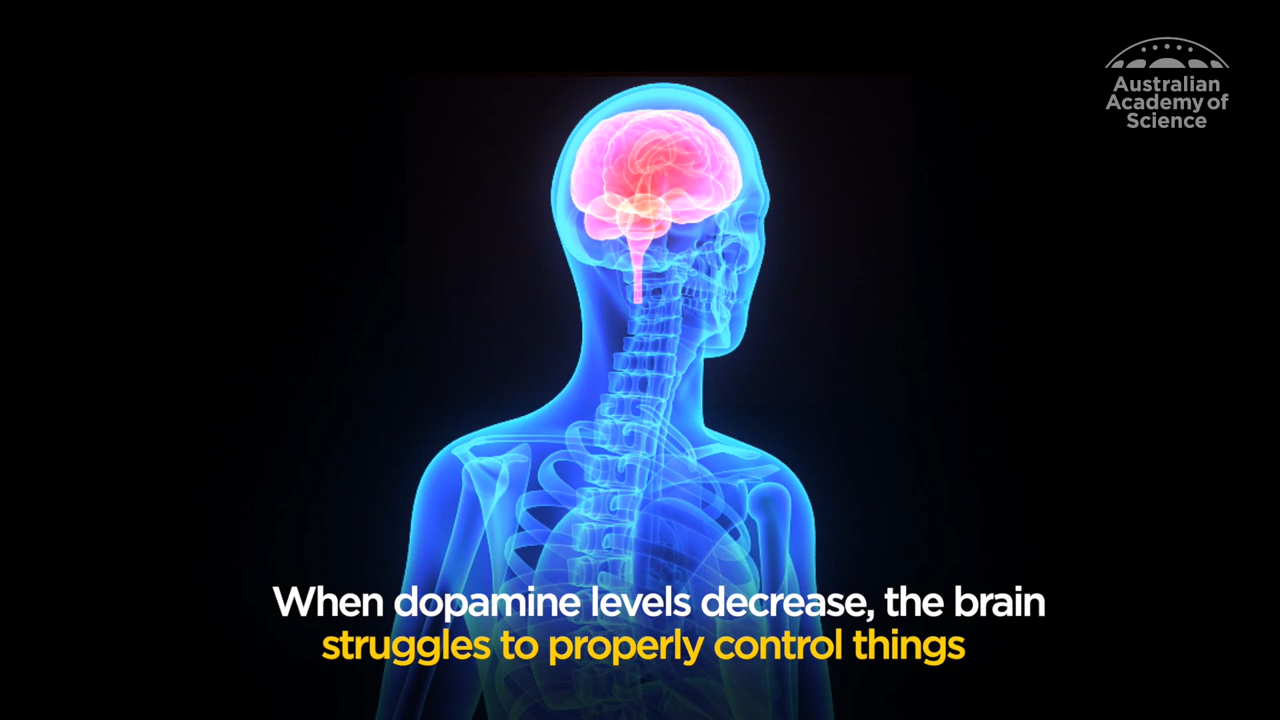 Australian
Academy of
Science
When dopamine levels decrease, the brain
struggles to properly control things